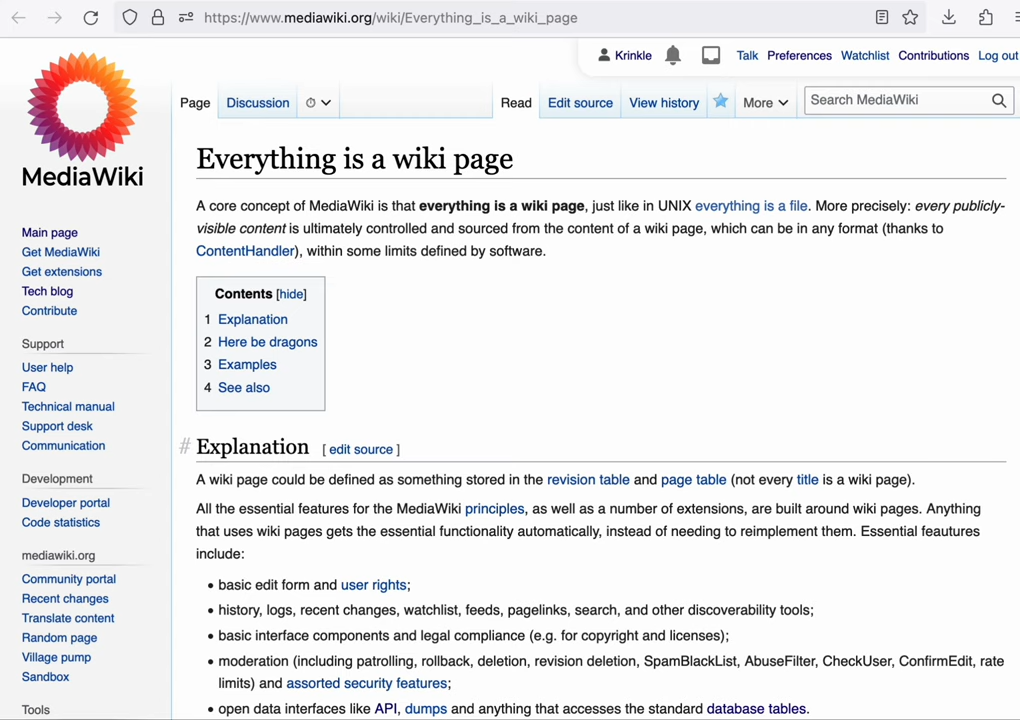 https://www.mediawiki.org/wiki/Everything_is_a_wiki_page
Krinkle Talk Preferences Watchlist Contributions Log out
Page Discussion Read Edit source View history More Search MediaWiki
MediaWiki
Main page
Get MediaWiki
Get extensions
Tech blog
Contribute
Support
User help
FAQ
Technical manual
Support desk
Communication
Development
Developer portal
Code statistics
mediawiki.org
Community portal
Recent changes
Translate content
Random page
Village pump
Sandbox
Tools
Everything is a wiki page
A core concept of MediaWiki is that everything is a wiki page, just like in UNIX everything is a file. More precisely: every publicly-
visible content is ultimately controlled and sourced from the content of a wiki page, which can be in any format (thanks to
ContentHandler), within some limits defined by software.
Contents [hide]
1 Explanation
2 Here be dragons
3 Examples
4 See also
# Explanation [ edit source ]
A wiki page could be defined as something stored in the revision table and page table (not every title is a wiki page).
All the essential features for the MediaWiki principles, as well as a number of extensions, are built around wiki pages. Anything
that uses wiki pages gets the essential functionality automatically, instead of needing to reimplement them. Essential feautures
include:
• basic edit form and user rights;
• history, logs, recent changes, watchlist, feeds, pagelinks, search, and other discoverability tools;
• basic interface components and legal compliance (e.g. for copyright and licenses);
• moderation (including patrolling, rollback, deletion, revision deletion, SpamBlackList, AbuseFilter, CheckUser, ConfirmEdit, rate
limits) and assorted security features;
• open data interfaces like API, dumps and anything that accesses the standard database tables.